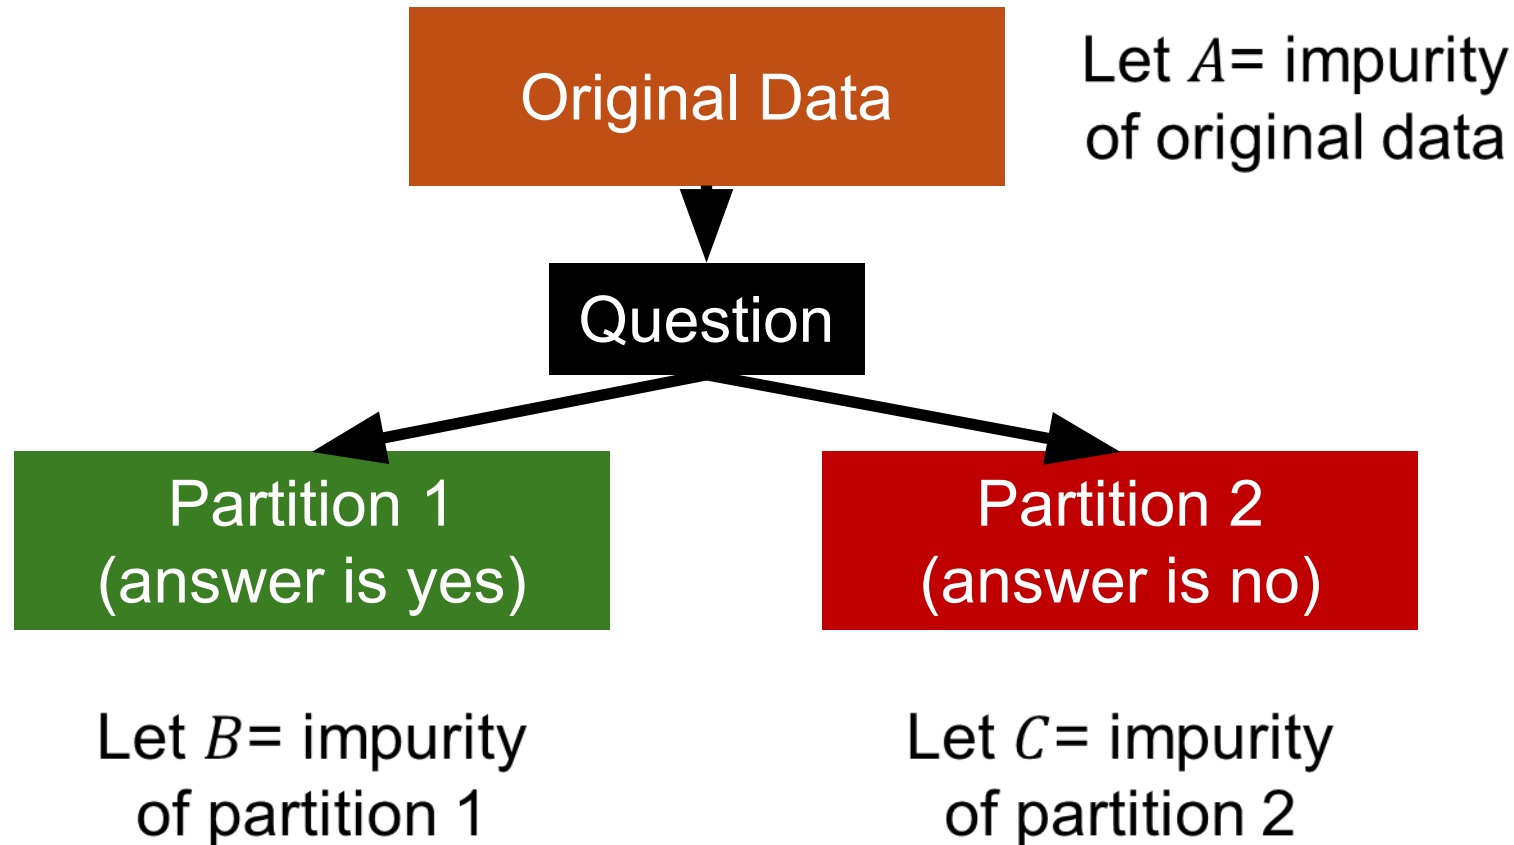 Original Data
Let A= impurity
of original data
Question
Partition 1
(answer is yes)
Partition 2
(answer is no)
Let B= impurity
of partition 1
Let C= impurity
of partition 2